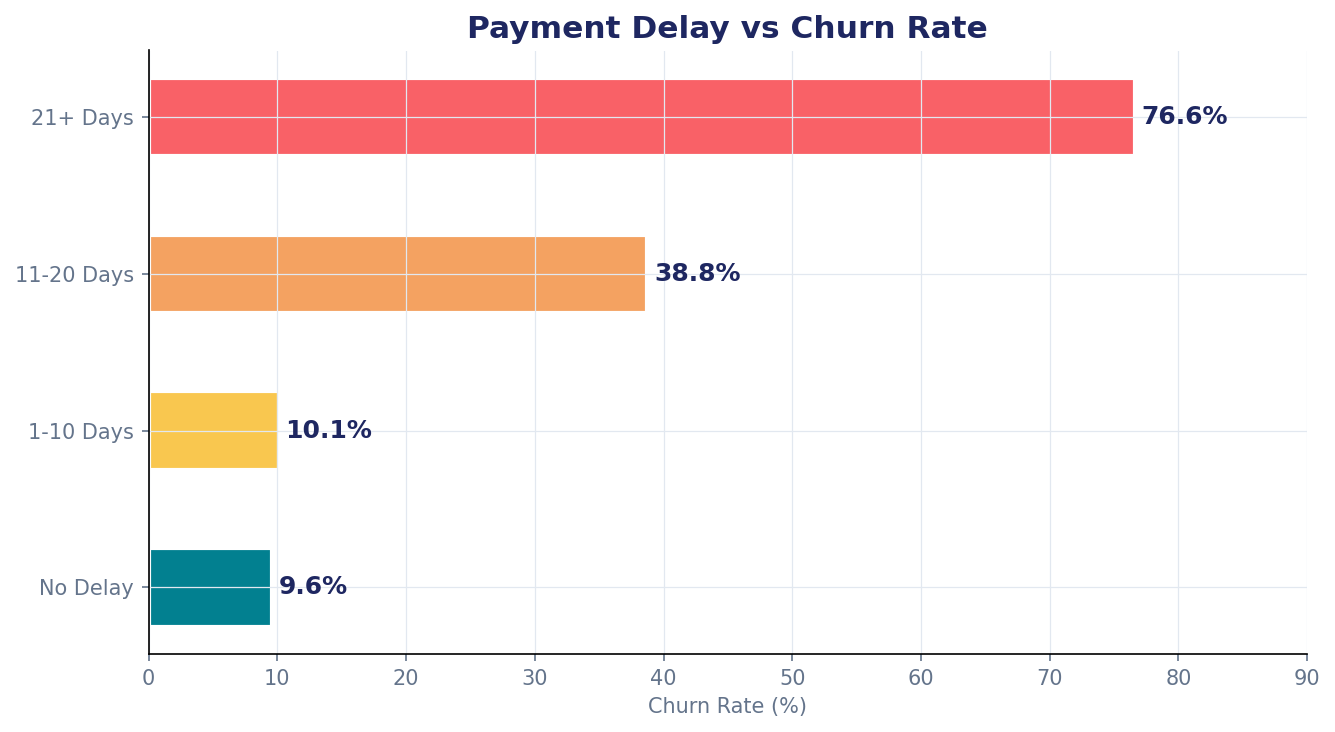 Payment Delay vs Churn Rate
21+ Days
76.6%
11-20 Days
38.8%
1-10 Days
10.1%
No Delay
9.6%
0 10 20 30 40 50 60 70 80 90
Churn Rate (%)